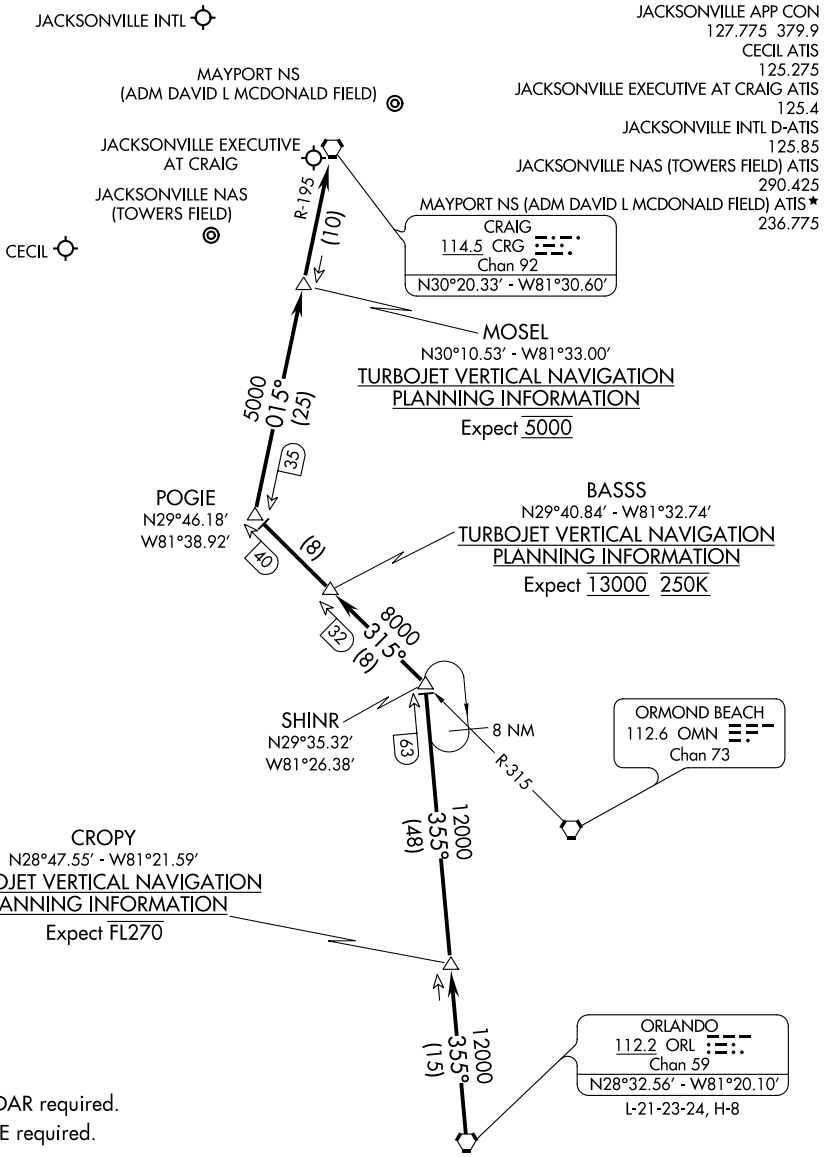 JACKSONVILLE INTL
JACKSONVILLE APP CON
127.775 379.9
CECIL ATIS
125.275
JACKSONVILLE EXECUTIVE AT CRAIG ATIS
125.4
JACKSONVILLE INTL D-ATIS
125.85
JACKSONVILLE NAS (TOWERS FIELD) ATIS
290.425
MAYPORT NS (ADM DAVID L MCDONALD FIELD) ATIS★
236.775
MAYPORT NS
(ADM DAVID L MCDONALD FIELD)
JACKSONVILLE EXECUTIVE
AT CRAIG
JACKSONVILLE NAS
(TOWERS FIELD)
CECIL
R-195
(10)
CRAIG
114.5 CRG
Chan 92
N30°20.33' - W81°30.60'
MOSEL
N30°10.53' - W81°33.00'
TURBOJET VERTICAL NAVIGATION
PLANNING INFORMATION
Expect 5000
5000
015°
(25)
35
POGIE
N29°46.18'
W81°38.92'
40
(8)
BASSS
N29°40.84' - W81°32.74'
TURBOJET VERTICAL NAVIGATION
PLANNING INFORMATION
Expect 13000 250K
32
8000
315°
(8)
SHINR
N29°35.32'
W81°26.38'
63
8 NM
R-315
ORMOND BEACH
112.6 OMN
Chan 73
12000
355°
(48)
CROPY
N28°47.55' - W81°21.59'
OJET VERTICAL NAVIGATION
ANNING INFORMATION
Expect FL270
12000
355°
(15)
ORLANDO
112.2 ORL
Chan 59
N28°32.56' - W81°20.10'
L-21-23-24, H-8
DAR required.
E required.